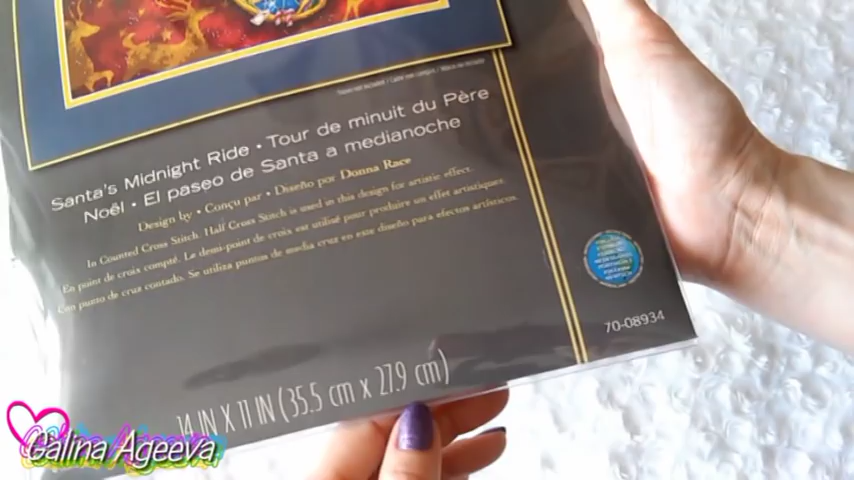 Santa's Midnight Ride • Tour de minuit du Père
Noël • El paseo de Santa a medianoche
Design by • Conçu par • Diseño por Donna Race
In Counted Cross Stitch. Half Cross Stitch is used in this design for artistic effect.
En point de croix compté. Le demi-point de croix est utilisé pour produire un effet artistique.
Con punto de cruz contado. Se utiliza puntos de media cruz en este diseño para efectos artísticos.
70-08934
14 IN X 11 IN (35.5 cm x 27.9 cm)
Galina Ageeva